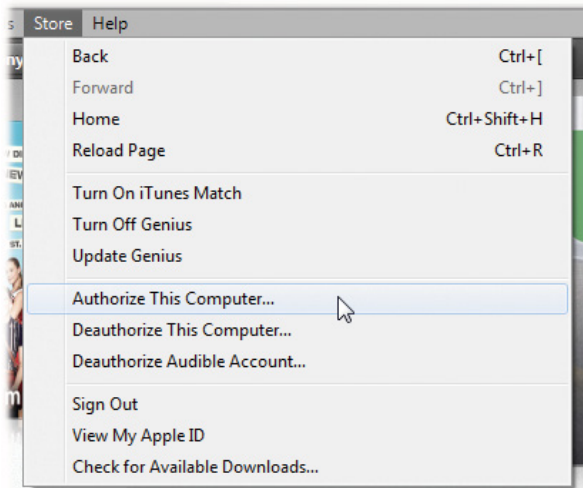 Store Help
Back Ctrl+[
Forward Ctrl+]
Home Ctrl+Shift+H
Reload Page Ctrl+R
Turn On iTunes Match
Turn Off Genius
Update Genius
Authorize This Computer...
Deauthorize This Computer...
Deauthorize Audible Account...
Sign Out
View My Apple ID
Check for Available Downloads...